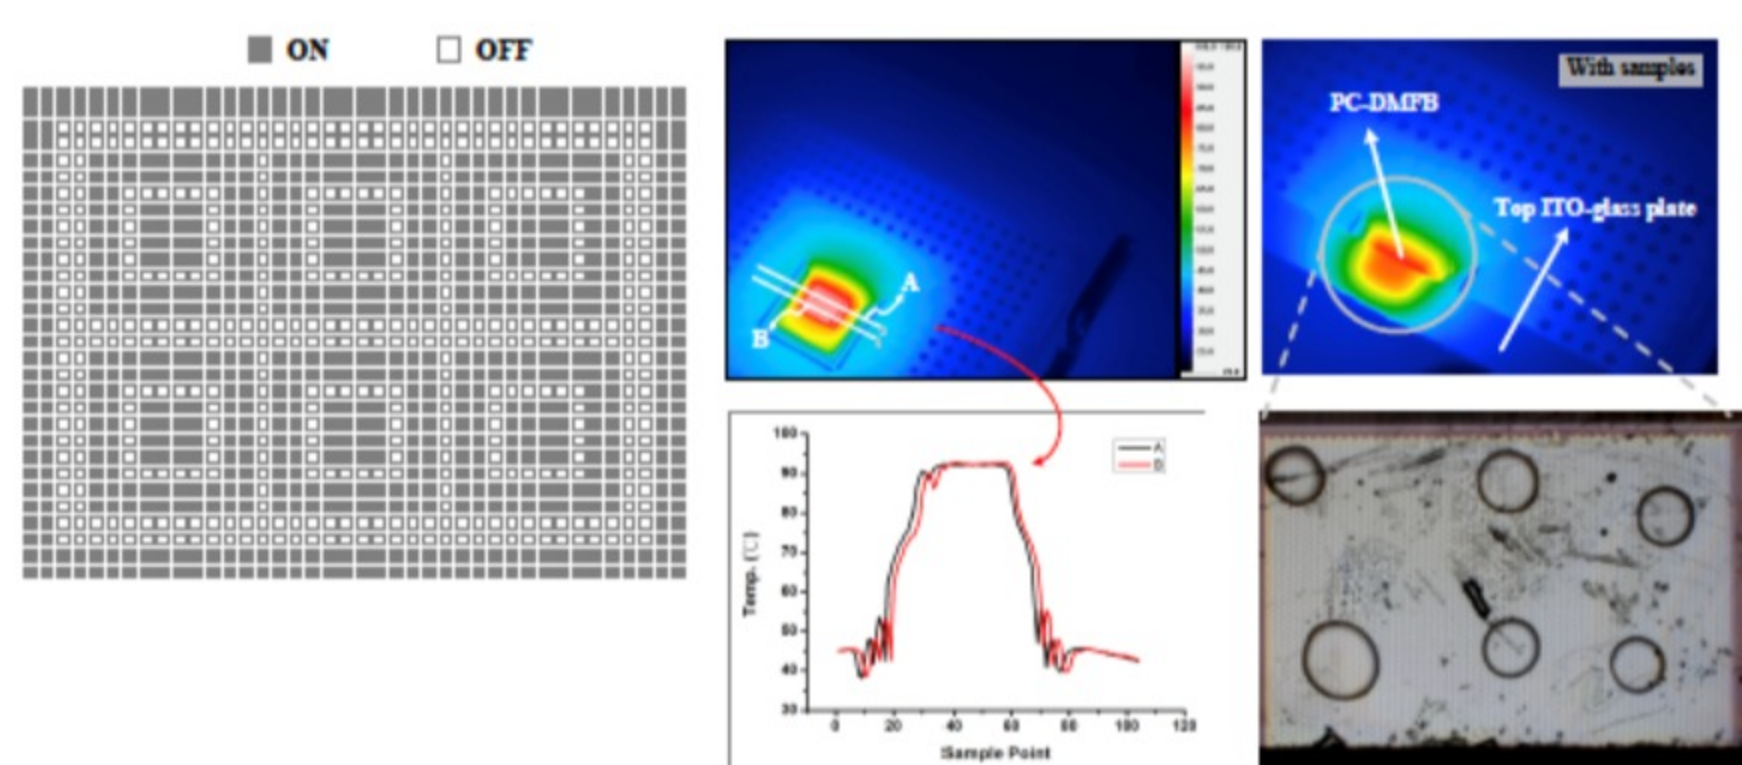 ON
OFF
A
B
With samples
PC-DMFB
Top ITO-glass plate
100
90
80
70
60
50
40
30
Temp. (℃)
A
B
0
20
40
60
80
100
120
Sample Point